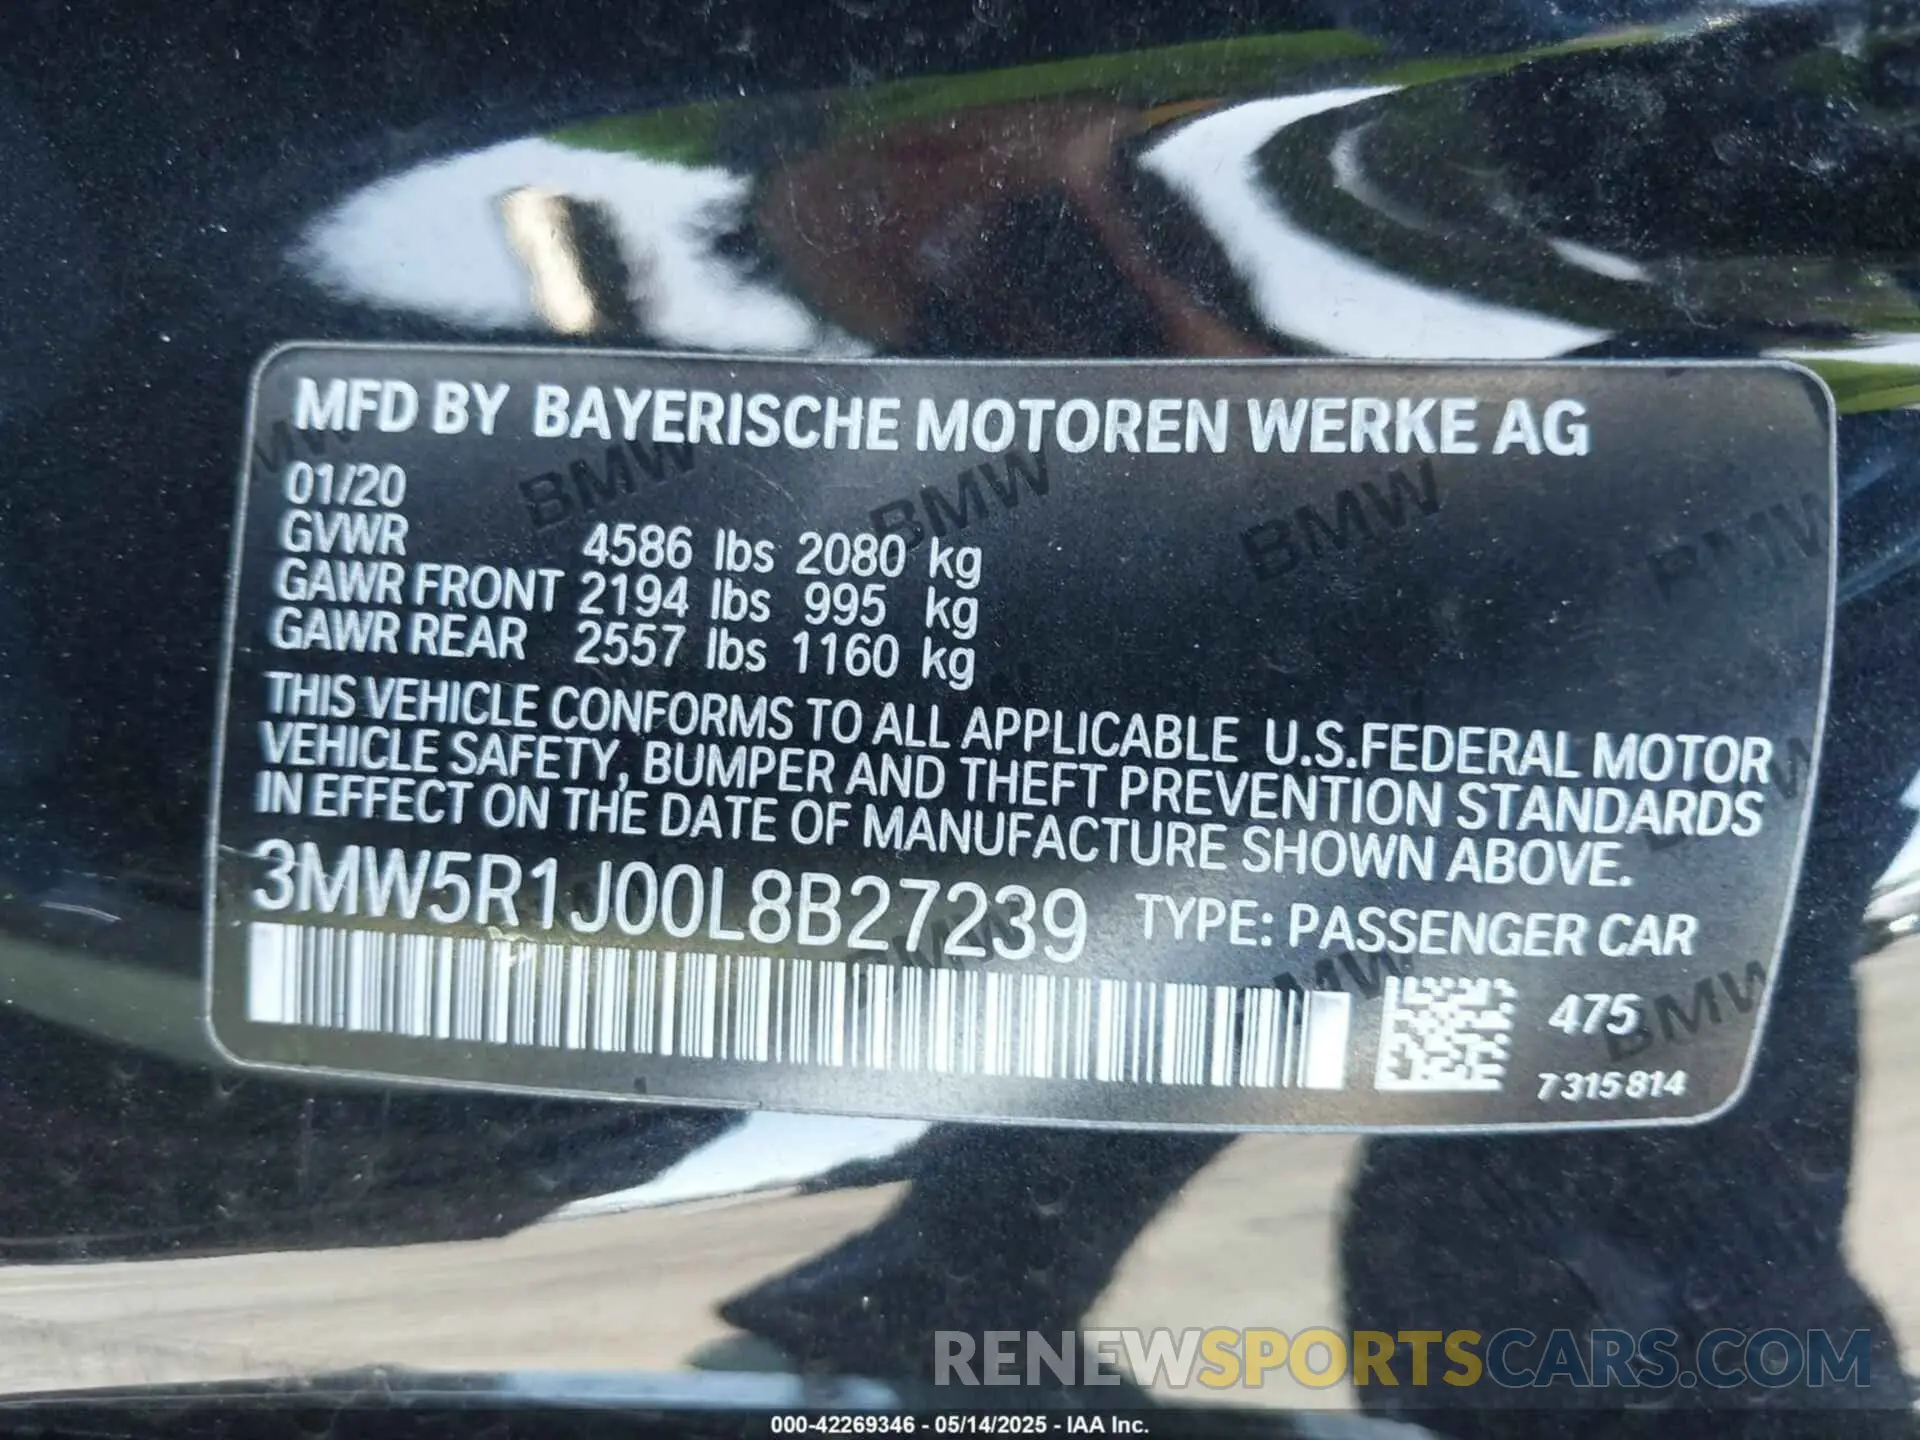 MFD BY BAYERISCHE MOTOREN WERKE AG
01/20
GVWR 4586 lbs 2080 kg
GAWR FRONT 2194 lbs 995 kg
GAWR REAR 2557 lbs 1160 kg
THIS VEHICLE CONFORMS TO ALL APPLICABLE U.S.FEDERAL MOTOR
VEHICLE SAFETY, BUMPER AND THEFT PREVENTION STANDARDS
IN EFFECT ON THE DATE OF MANUFACTURE SHOWN ABOVE.
3MW5R1J00L8B27239 TYPE: PASSENGER CAR
475
7315814
RENEWSPORTSCARS.COM
000-42269346 - 05/14/2025 - IAA Inc.